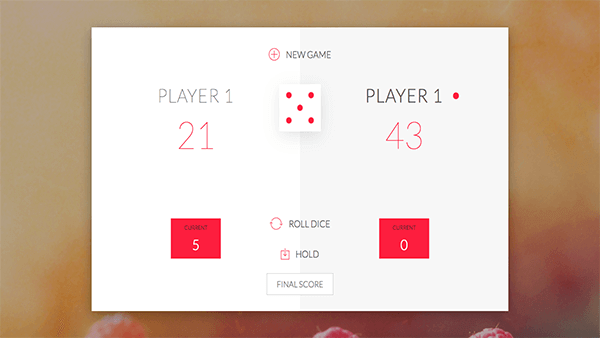 NEW GAME
PLAYER 1
21
PLAYER 1
43
CURRENT
5
CURRENT
0
ROLL DICE
HOLD
FINAL SCORE